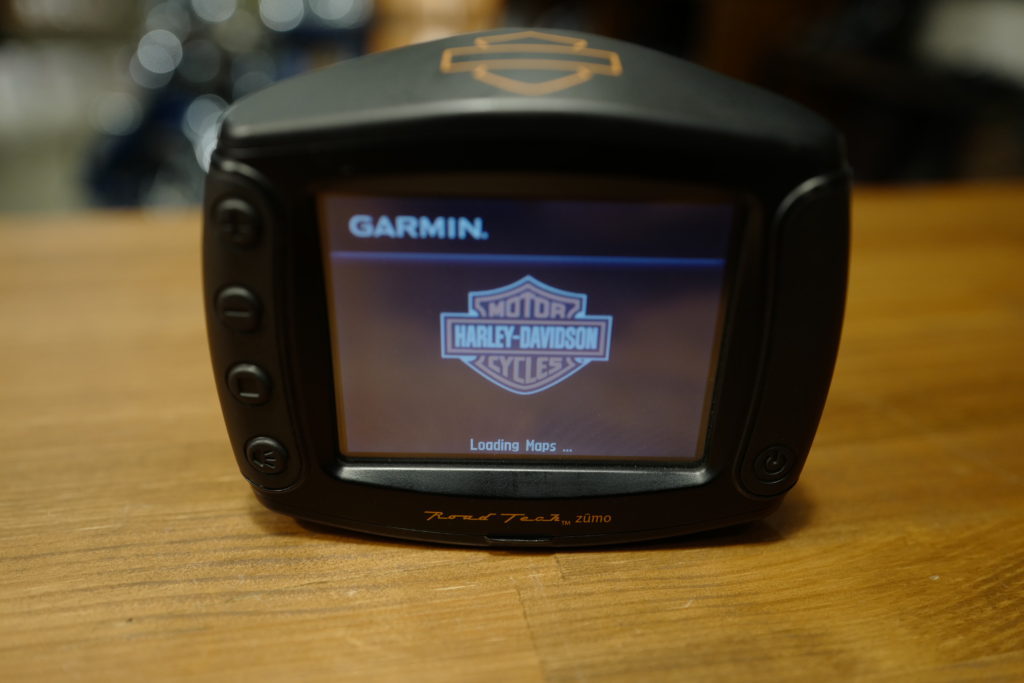 GARMIN.
MOTOR
HARLEY-DAVIDSON
CYCLES
Loading Maps ...
Road Tech™ zūmo